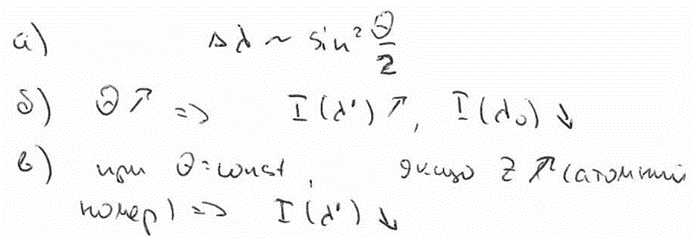 а) Δλ ~ sin² θ/2
б) θ↗ => I(λ')↗, I(λ₀)↓
в) при θ=const, якщо Z↗(атомний
номер) => I(λ')↓